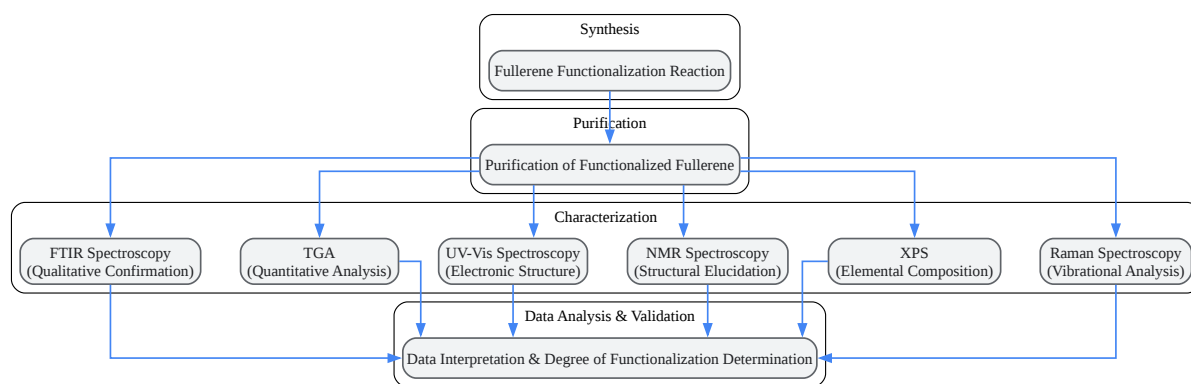 Synthesis
Fullerene Functionalization Reaction
Purification
Purification of Functionalized Fullerene
Characterization
FTIR Spectroscopy
(Qualitative Confirmation)
TGA
(Quantitative Analysis)
UV-Vis Spectroscopy
(Electronic Structure)
NMR Spectroscopy
(Structural Elucidation)
XPS
(Elemental Composition)
Raman Spectroscopy
(Vibrational Analysis)
Data Analysis & Validation
Data Interpretation & Degree of Functionalization Determination